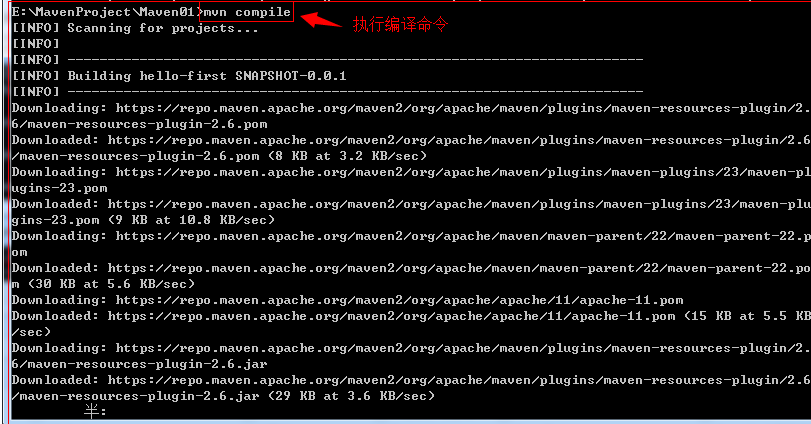 E:\MavenProject\Maven01>mvn compile
执行编译命令
[INFO] Scanning for projects...
[INFO]
[INFO] ------------------------------------------------------------------------
[INFO] Building hello-first SNAPSHOT-0.0.1
[INFO] ------------------------------------------------------------------------
Downloading: https://repo.maven.apache.org/maven2/org/apache/maven/plugins/maven-resources-plugin/2.
6/maven-resources-plugin-2.6.pom
Downloaded: https://repo.maven.apache.org/maven2/org/apache/maven/plugins/maven-resources-plugin/2.6
/maven-resources-plugin-2.6.pom (8 KB at 3.2 KB/sec)
Downloading: https://repo.maven.apache.org/maven2/org/apache/maven/plugins/maven-plugins/23/maven-pl
ugins-23.pom
Downloaded: https://repo.maven.apache.org/maven2/org/apache/maven/plugins/maven-plugins/23/maven-plu
gins-23.pom (9 KB at 10.8 KB/sec)
Downloading: https://repo.maven.apache.org/maven2/org/apache/maven/maven-parent/22/maven-parent-22.p
om
Downloaded: https://repo.maven.apache.org/maven2/org/apache/maven/maven-parent/22/maven-parent-22.po
m (30 KB at 5.6 KB/sec)
Downloading: https://repo.maven.apache.org/maven2/org/apache/apache/11/apache-11.pom
Downloaded: https://repo.maven.apache.org/maven2/org/apache/apache/11/apache-11.pom (15 KB at 5.5 KB
/sec)
Downloading: https://repo.maven.apache.org/maven2/org/apache/maven/plugins/maven-resources-plugin/2.
6/maven-resources-plugin-2.6.jar
Downloaded: https://repo.maven.apache.org/maven2/org/apache/maven/plugins/maven-resources-plugin/2.6
/maven-resources-plugin-2.6.jar (29 KB at 3.6 KB/sec)
半: